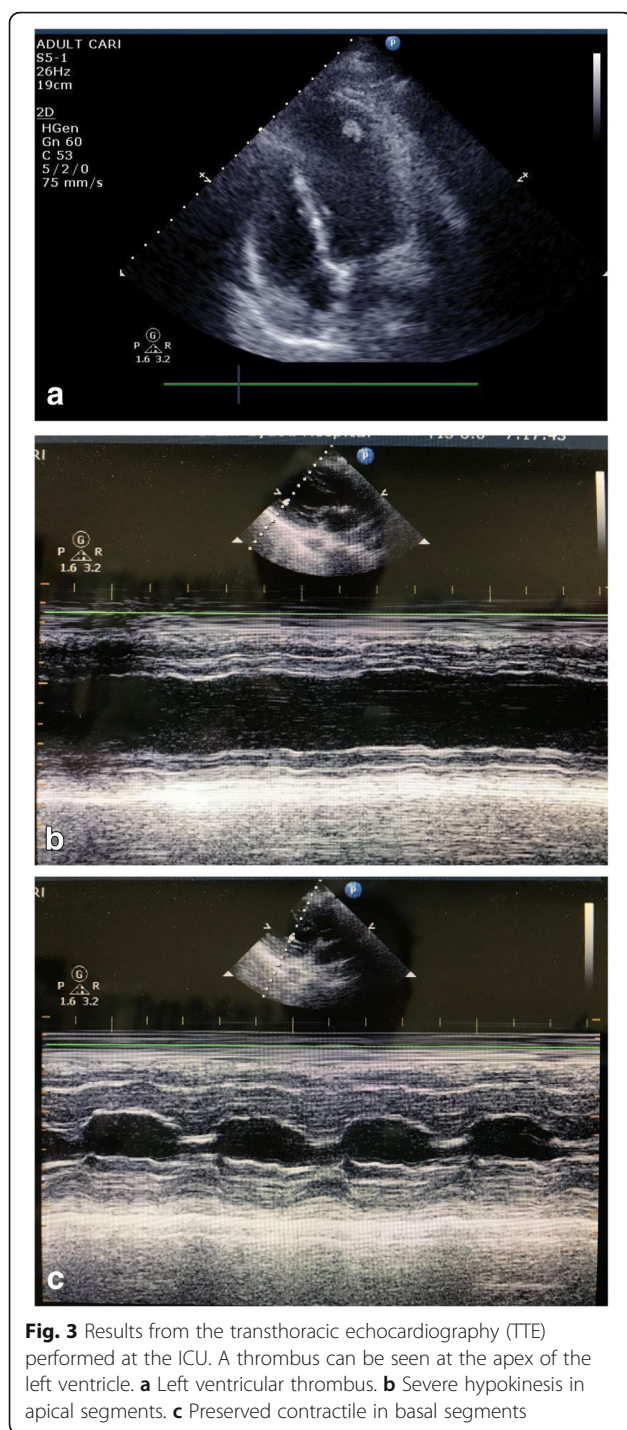 ADULT CARI
S5-1
26Hz
19cm
2D
HGen
Gn 60
C 53
5/2/0
75 mm/s
P
G
P R
1.6 3.2
a
RI
P
G
P R
1.6 3.2
b
RI
P
G
P R
1.6 3.2
c
Fig. 3 Results from the transthoracic echocardiography (TTE)
performed at the ICU. A thrombus can be seen at the apex of the
left ventricle. a Left ventricular thrombus. b Severe hypokinesis in
apical segments. c Preserved contractile in basal segments